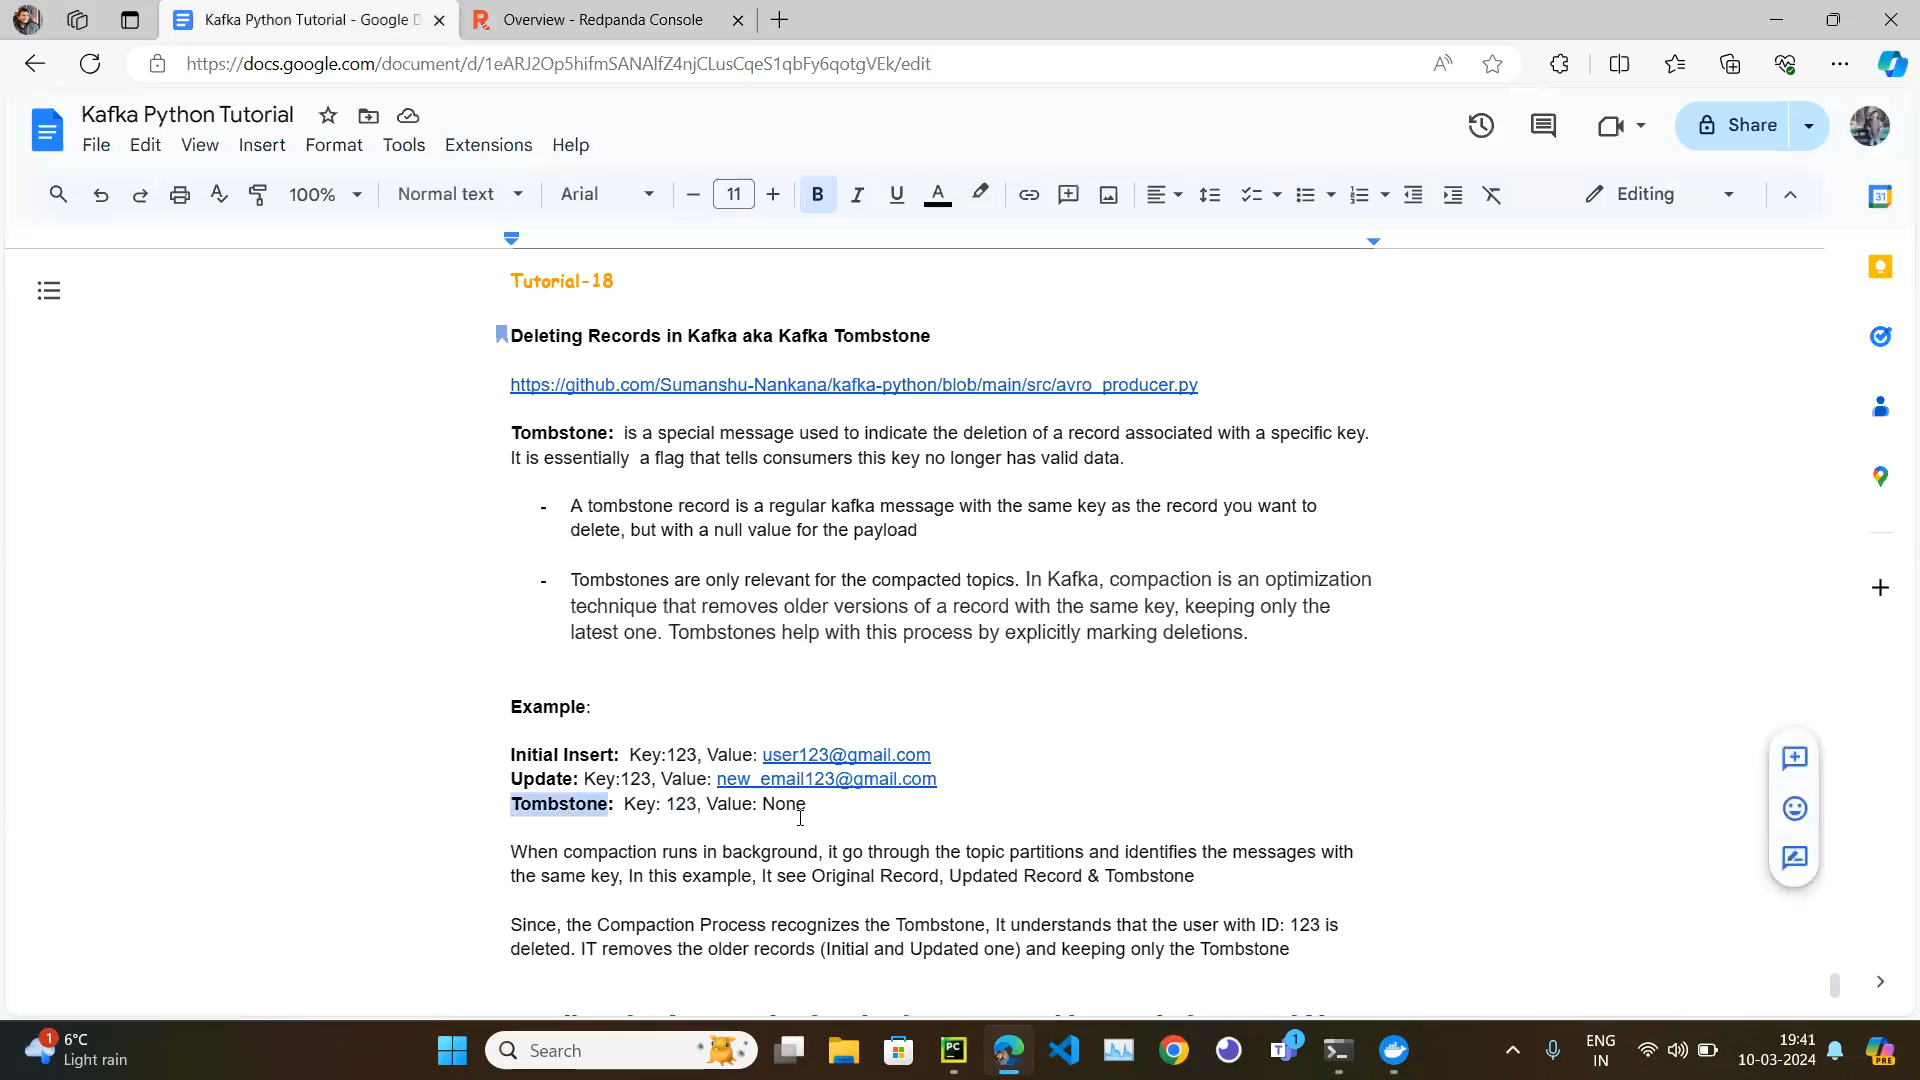 Kafka Python Tutorial - Google D
Overview - Redpanda Console
https://docs.google.com/document/d/1eARJ2Op5hifmSANAlfZ4njCLusCqeS1qbFy6qotgVEk/edit
Kafka Python Tutorial
Share
File Edit View Insert Format Tools Extensions Help
100% Normal text Arial 11 B I U A Editing
31
Tutorial-18
Deleting Records in Kafka aka Kafka Tombstone
https://github.com/Sumanshu-Nankana/kafka-python/blob/main/src/avro_producer.py
Tombstone: is a special message used to indicate the deletion of a record associated with a specific key.
It is essentially a flag that tells consumers this key no longer has valid data.
- A tombstone record is a regular kafka message with the same key as the record you want to
delete, but with a null value for the payload
- Tombstones are only relevant for the compacted topics. In Kafka, compaction is an optimization
technique that removes older versions of a record with the same key, keeping only the
latest one. Tombstones help with this process by explicitly marking deletions.
Example:
Initial Insert: Key:123, Value: user123@gmail.com
Update: Key:123, Value: new_email123@gmail.com
Tombstone: Key: 123, Value: None
When compaction runs in background, it go through the topic partitions and identifies the messages with
the same key, In this example, It see Original Record, Updated Record & Tombstone
Since, the Compaction Process recognizes the Tombstone, It understands that the user with ID: 123 is
deleted. IT removes the older records (Initial and Updated one) and keeping only the Tombstone
1
6°C
Light rain
Search
PC
1
ENG
IN
19:41
10-03-2024
PRE